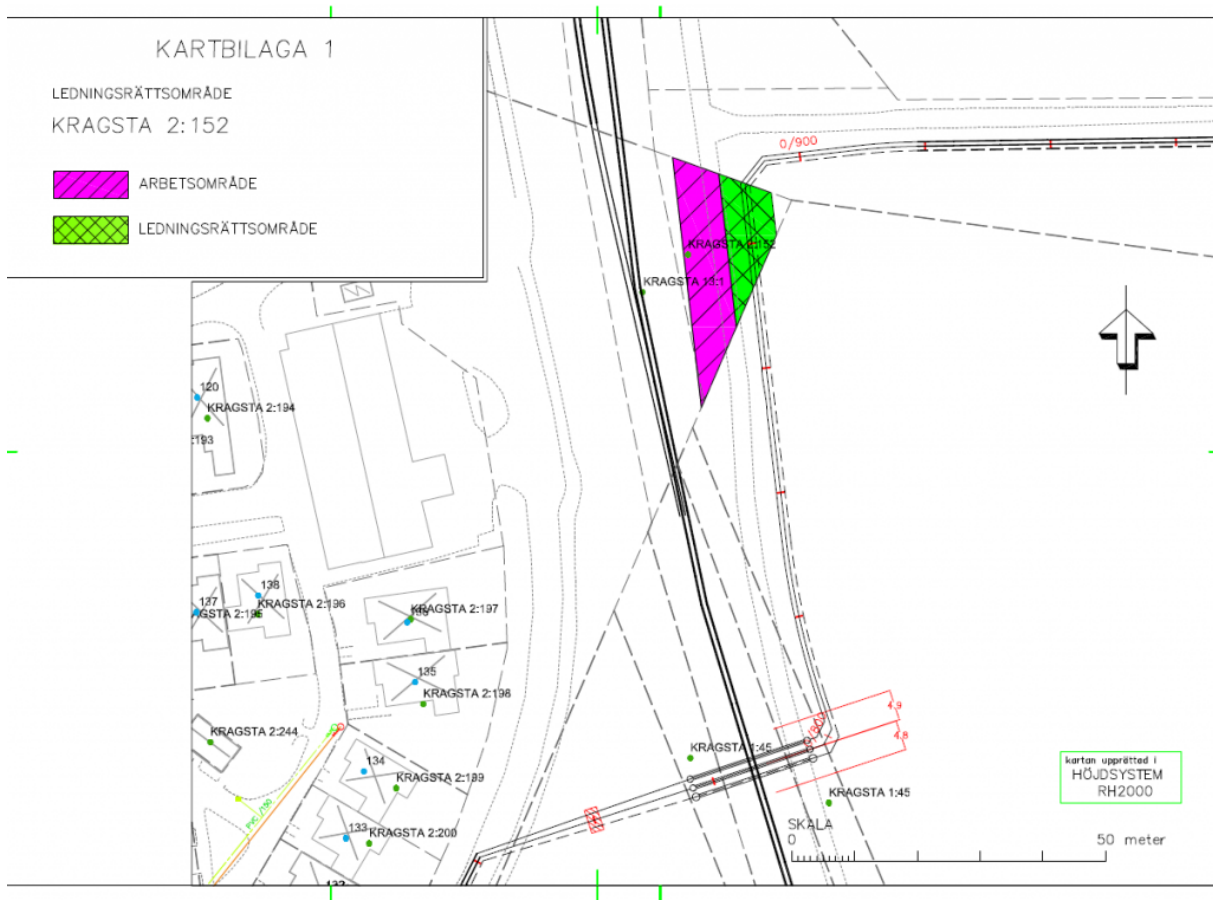 KARTBILAGA 1
LEDNINGSRÄTTSOMRÅDE
KRAGSTA 2:152
ARBETSOMRÅDE
LEDNINGSRÄTTSOMRÅDE
0/900
KRAGSTA 2:152
KRAGSTA 13:1
120
KRAGSTA 2:194
:193
138
137
KRAGSTA 2:196
AGSTA 2:195
KRAGSTA 2:197
135
KRAGSTA 2:198
4.9
4.8
KRAGSTA 2:244
KRAGSTA 1:45
134
KRAGSTA 2:199
KRAGSTA 1:45
kartan upprättad i
HÖJDSYSTEM
RH2000
133
KRAGSTA 2:200
SKALA
0
50 meter